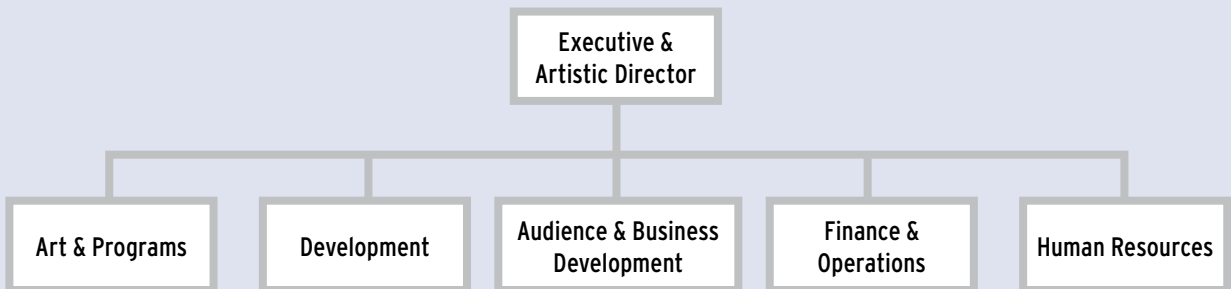 Executive &
Artistic Director
Art & Programs
Development
Audience & Business
Development
Finance &
Operations
Human Resources